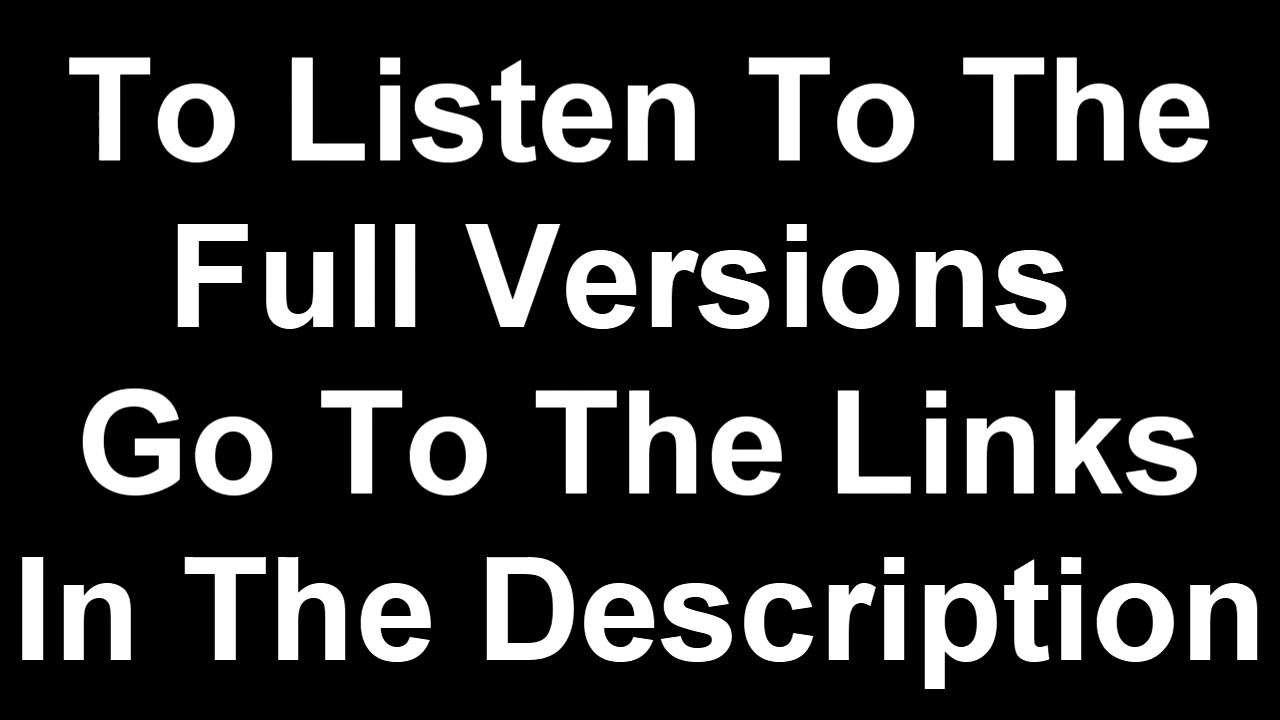 To Listen To The
Full Versions
Go To The Links
In The Description